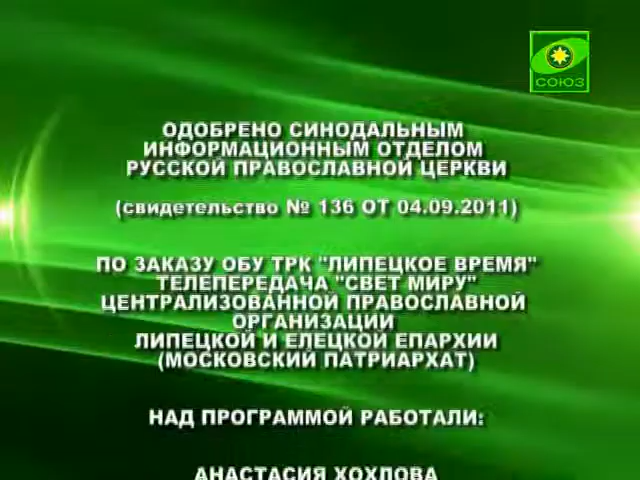 СОЮЗ
ОДОБРЕНО СИНОДАЛЬНЫМ
ИНФОРМАЦИОННЫМ ОТДЕЛОМ
РУССКОЙ ПРАВОСЛАВНОЙ ЦЕРКВИ
(свидетельство № 136 ОТ 04.09.2011)
ПО ЗАКАЗУ ОБУ ТРК "ЛИПЕЦКОЕ ВРЕМЯ"
ТЕЛЕПЕРЕДАЧА "СВЕТ МИРУ"
ЦЕНТРАЛИЗОВАННОЙ ПРАВОСЛАВНОЙ
ОРГАНИЗАЦИИ
ЛИПЕЦКОЙ И ЕЛЕЦКОЙ ЕПАРХИИ
(МОСКОВСКИЙ ПАТРИАРХАТ)
НАД ПРОГРАММОЙ РАБОТАЛИ:
АНАСТАСИЯ ХОХЛОВА